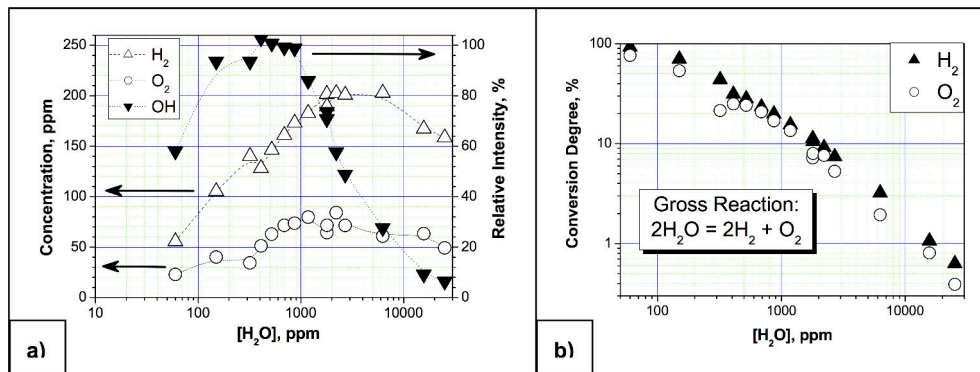 250
200
150
100
50
0
Concentration, ppm
H2
O2
OH
100
80
60
40
20
0
Relative Intensity, %
10
100
1000
10000
[H2O], ppm
a)
100
10
1
Conversion Degree, %
H2
O2
Gross Reaction:
2H2O = 2H2 + O2
100
1000
10000
[H2O], ppm
b)